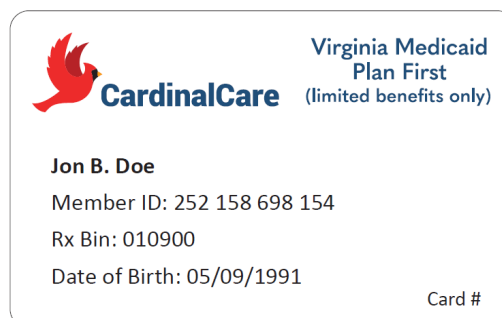 CardinalCare
Virginia Medicaid
Plan First
(limited benefits only)
Jon B. Doe
Member ID: 252 158 698 154
Rx Bin: 010900
Date of Birth: 05/09/1991
Card #